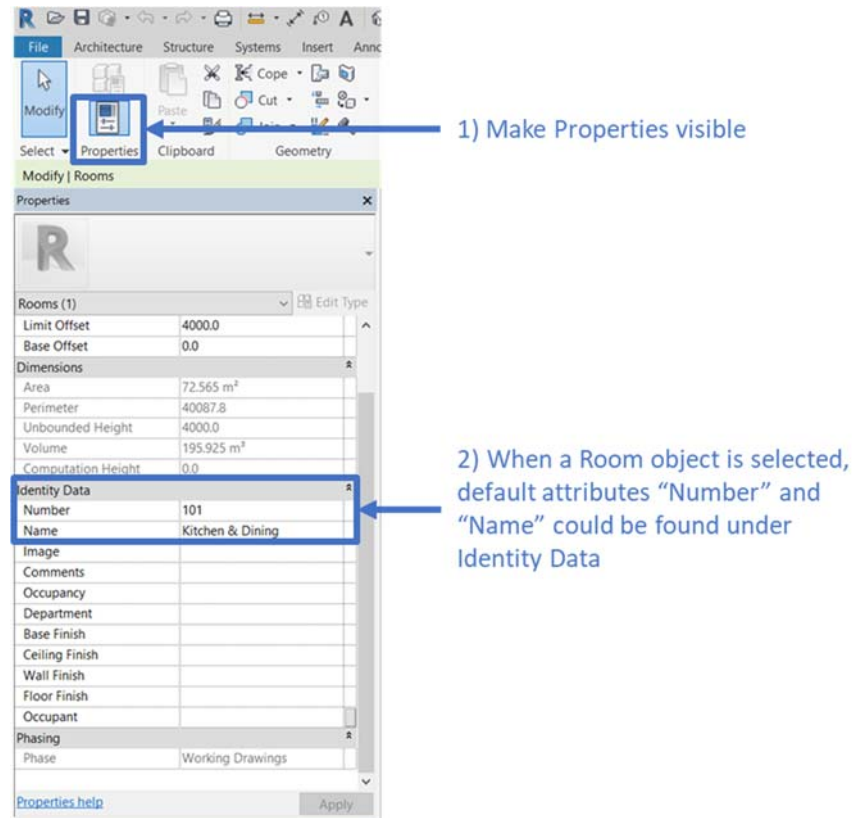 File Architecture Structure Systems Insert Anno
Cope
Modify Paste Cut
Join
Select Properties Clipboard Geometry
Modify | Rooms
1) Make Properties visible
Properties
R
Rooms (1) Edit Type
Limit Offset 4000.0
Base Offset 0.0
Dimensions
Area 72.565 m²
Perimeter 40087.8
Unbounded Height 4000.0
Volume 195.925 m³
Computation Height 0.0
Identity Data
Number 101
Name Kitchen & Dining
Image
Comments
Occupancy
Department
Base Finish
Ceiling Finish
Wall Finish
Floor Finish
Occupant
Phasing
Phase Working Drawings
Properties help Apply
2) When a Room object is selected,
default attributes “Number” and
“Name” could be found under
Identity Data